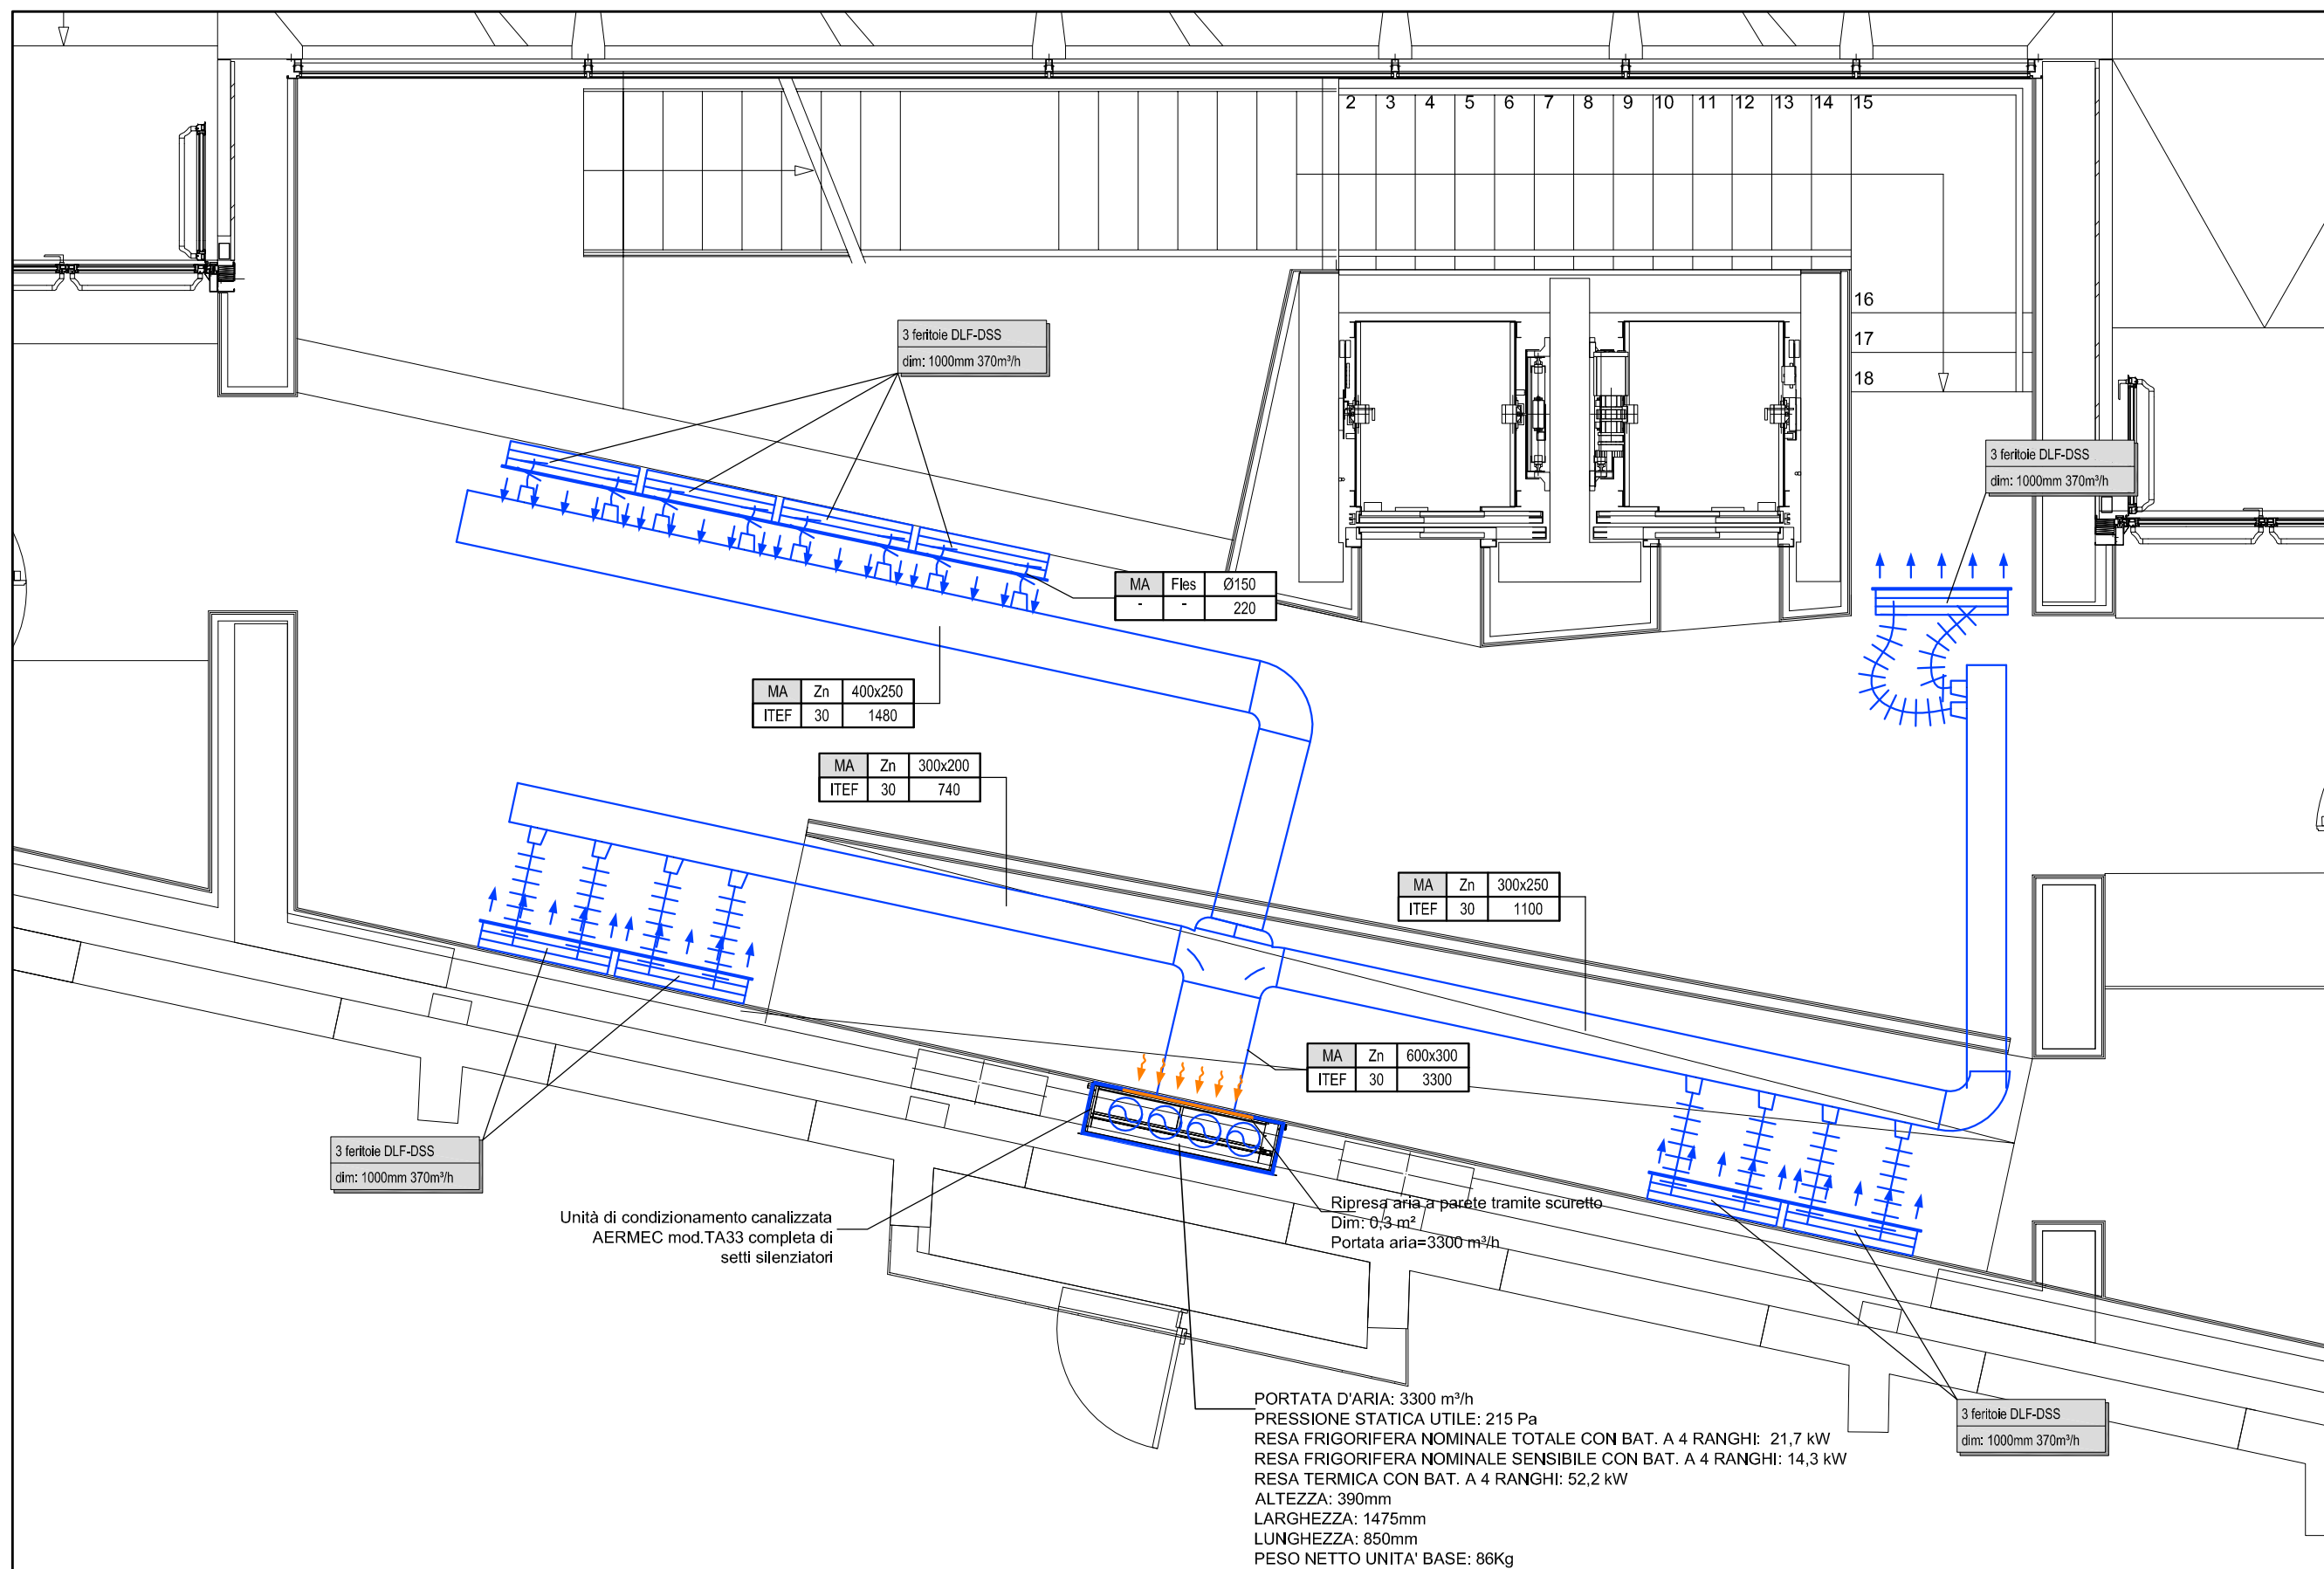 2 3 4 5 6 7 8 9 10 11 12 13 14 15
16
17
18
3 feritoie DLF-DSS
dim: 1000mm 370m³/h
3 feritoie DLF-DSS
dim: 1000mm 370m³/h
MA Fles Ø150
- - 220
MA Zn 400x250
ITEF 30 1480
MA Zn 300x200
ITEF 30 740
MA Zn 300x250
ITEF 30 1100
MA Zn 600x300
ITEF 30 3300
3 feritoie DLF-DSS
dim: 1000mm 370m³/h
Unità di condizionamento canalizzata
AERMEC mod.TA33 completa di
setti silenziatori
Ripresa aria a parete tramite scuretto
Dim: 0,3 m²
Portata aria=3300 m³/h
PORTATA D'ARIA: 3300 m³/h
PRESSIONE STATICA UTILE: 215 Pa
RESA FRIGORIFERA NOMINALE TOTALE CON BAT. A 4 RANGHI: 21,7 kW
RESA FRIGORIFERA NOMINALE SENSIBILE CON BAT. A 4 RANGHI: 14,3 kW
RESA TERMICA CON BAT. A 4 RANGHI: 52,2 kW
ALTEZZA: 390mm
LARGHEZZA: 1475mm
LUNGHEZZA: 850mm
PESO NETTO UNITA' BASE: 86Kg
3 feritoie DLF-DSS
dim: 1000mm 370m³/h